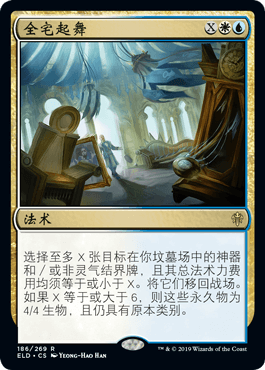 全宅起舞 X
法术
选择至多 X 张目标在你坟墓场中的神器
和／或非灵气结界牌，且其总法术力费
用均须等于或小于 X。将它们移回战场。
如果 X 等于或大于 6，则这些永久物为
4/4 生物，且仍具有原本类别。
186/269 R
ELD • CS Yeong-Hao Han
™ & © 2019 Wizards of the Coast